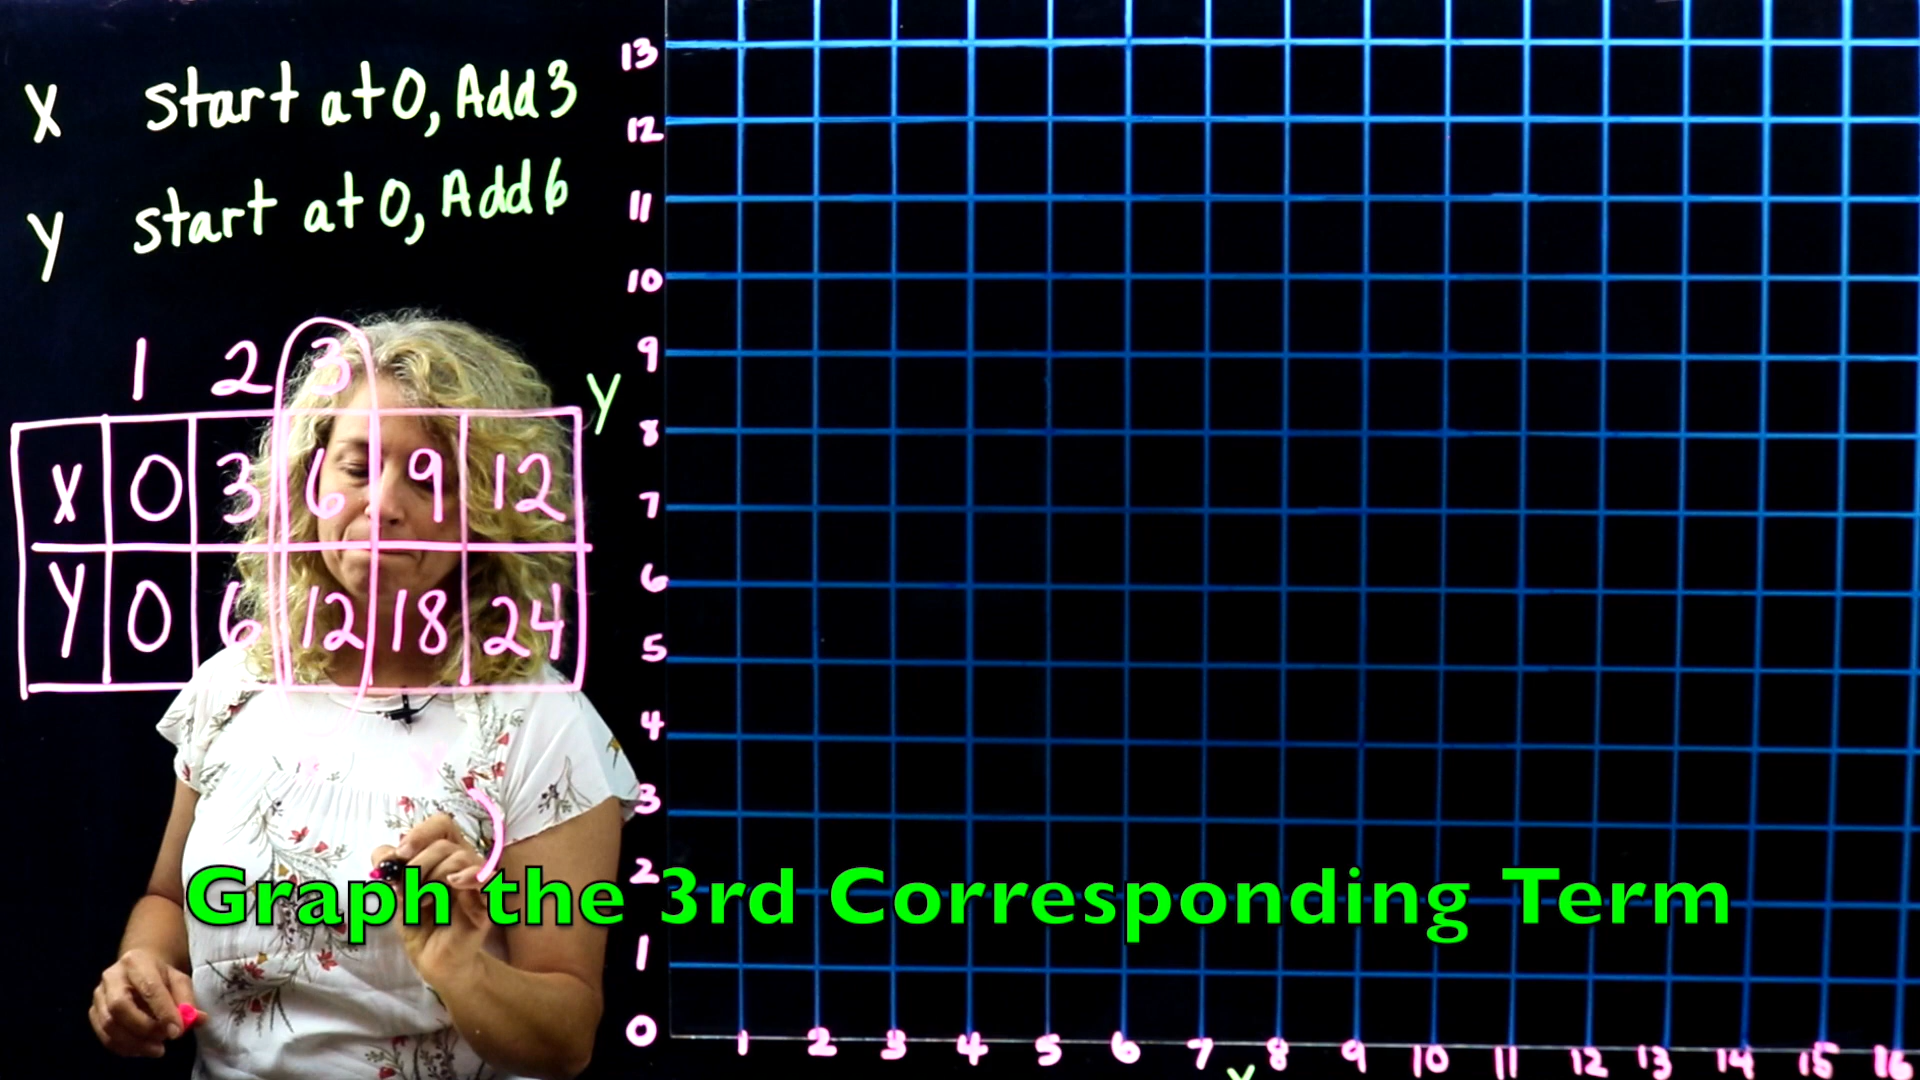 X start at 0, Add 3
Y start at 0, Add 6
1 2 3
X 0 3 6 9 12
Y 0 6 12 18 24
Y
13
12
11
10
9
8
7
6
5
4
3
2
1
0
1 2 3 4 5 6 7 8 9 10 11 12 13 14 15 16
X
)
Graph the 3rd Corresponding Term